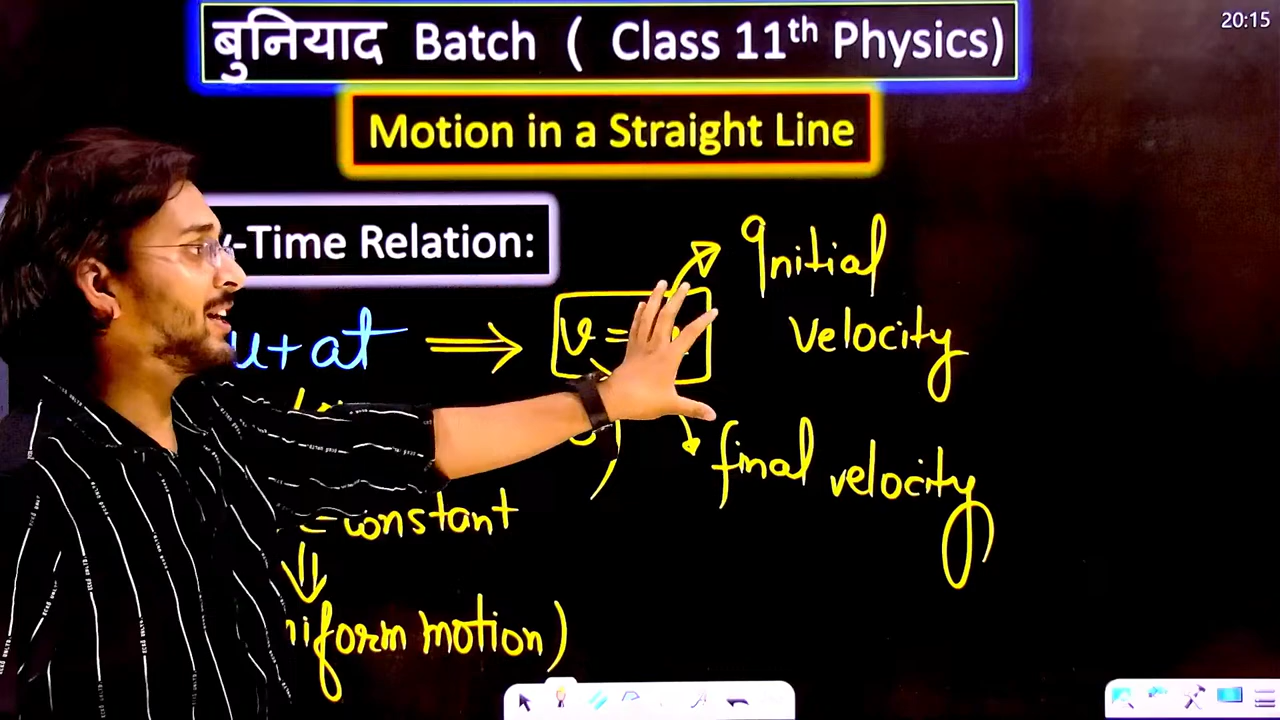 20:15
बुनियाद Batch ( Class 11th Physics)
Motion in a Straight Line
-Time Relation:
u+at ⇒ v =
Initial
velocity
final velocity
= constant
⇓
iform motion)